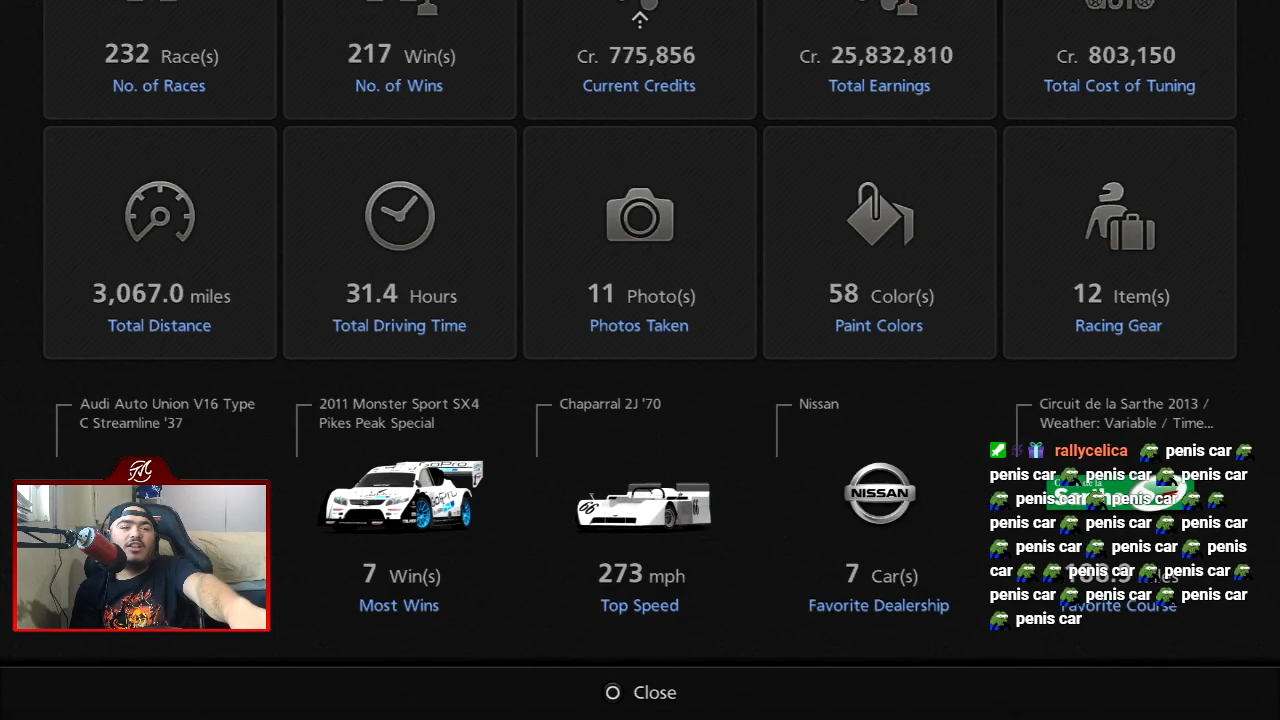 232 Race(s)
No. of Races
217 Win(s)
No. of Wins
Cr. 775,856
Current Credits
Cr. 25,832,810
Total Earnings
Cr. 803,150
Total Cost of Tuning
3,067.0 miles
Total Distance
31.4 Hours
Total Driving Time
11 Photo(s)
Photos Taken
58 Color(s)
Paint Colors
12 Item(s)
Racing Gear
Audi Auto Union V16 Type
C Streamline '37
2011 Monster Sport SX4
Pikes Peak Special
GoPro
7 Win(s)
Most Wins
Chaparral 2J '70
66
273 mph
Top Speed
Nissan
NISSAN
7 Car(s)
Favorite Dealership
Circuit de la Sarthe 2013 /
Weather: Variable / Time...
Favorite Course
rallycelica penis car
penis car penis car penis car
penis car penis car
penis car penis car penis car
penis car penis car penis
car penis car penis car
penis car penis car penis car
penis car
Close